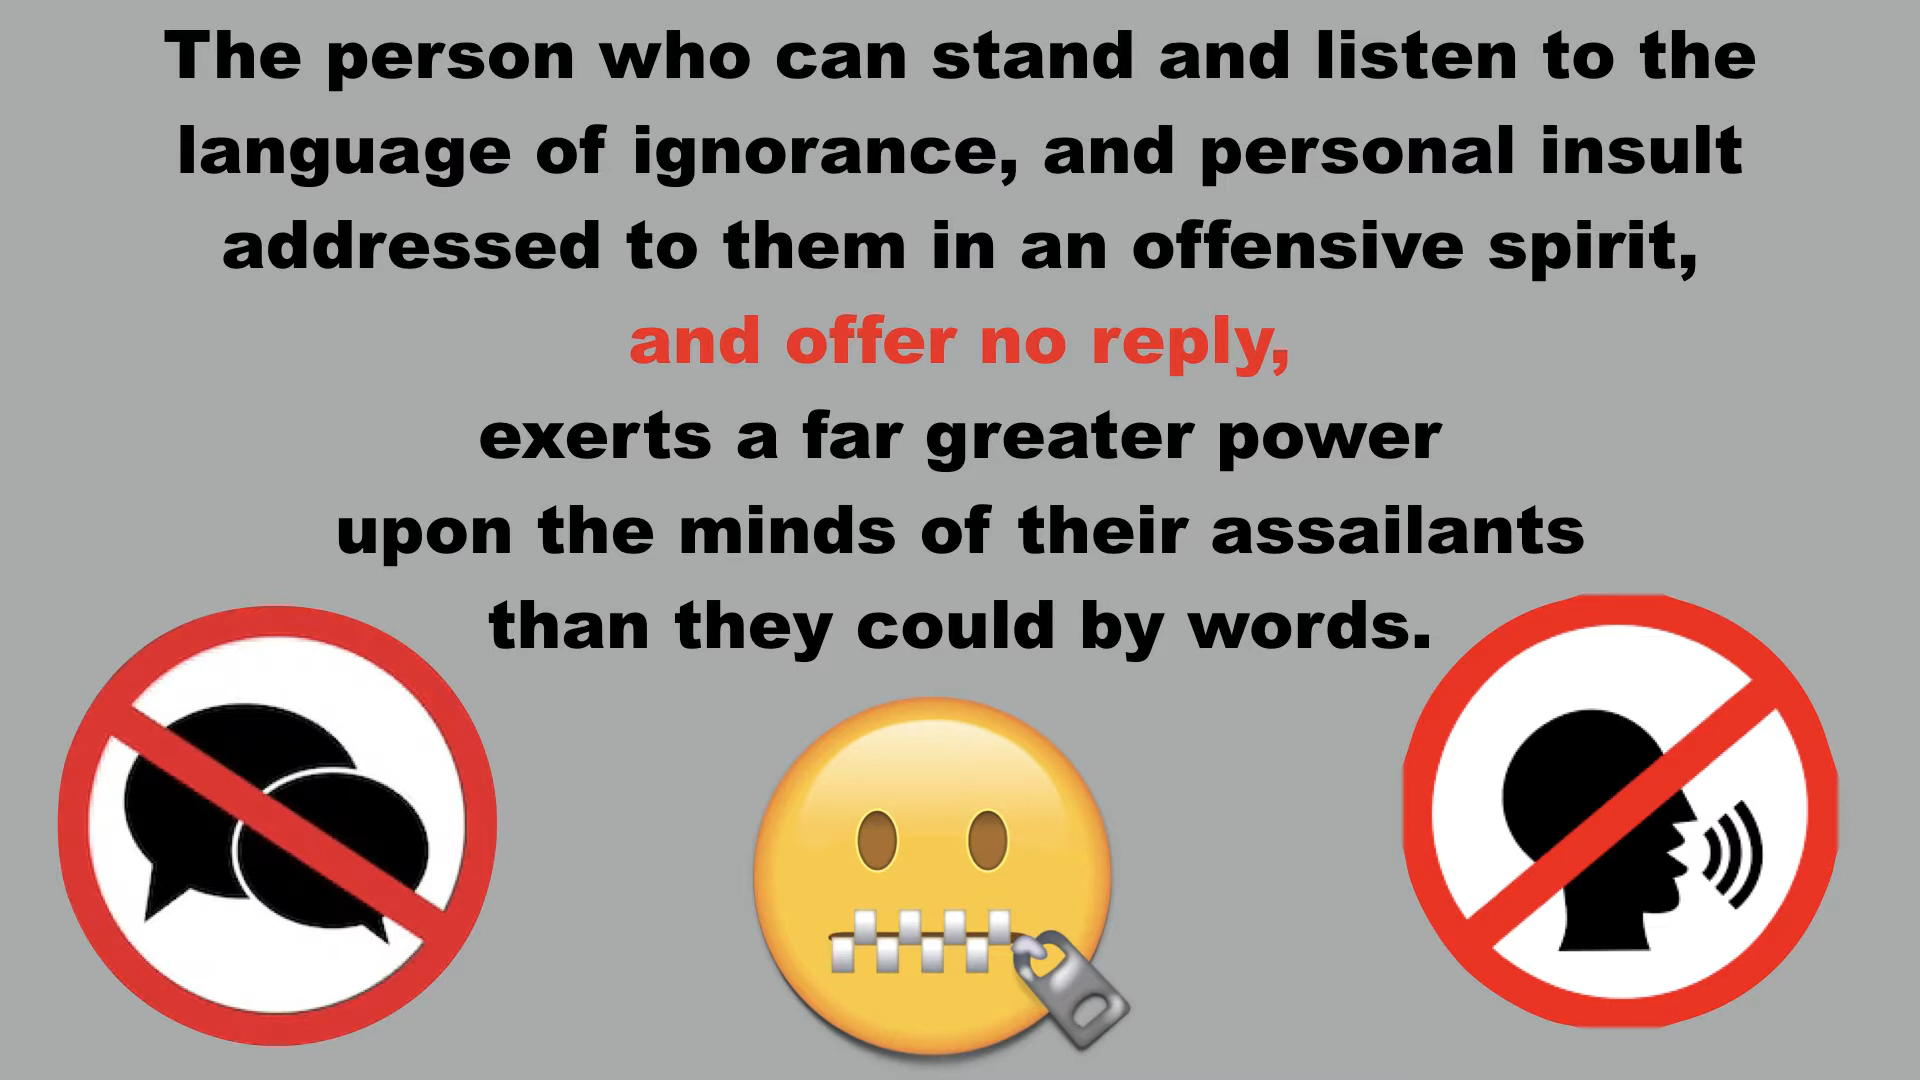 The person who can stand and listen to the
language of ignorance, and personal insult
addressed to them in an offensive spirit,
and offer no reply,
exerts a far greater power
upon the minds of their assailants
than they could by words.